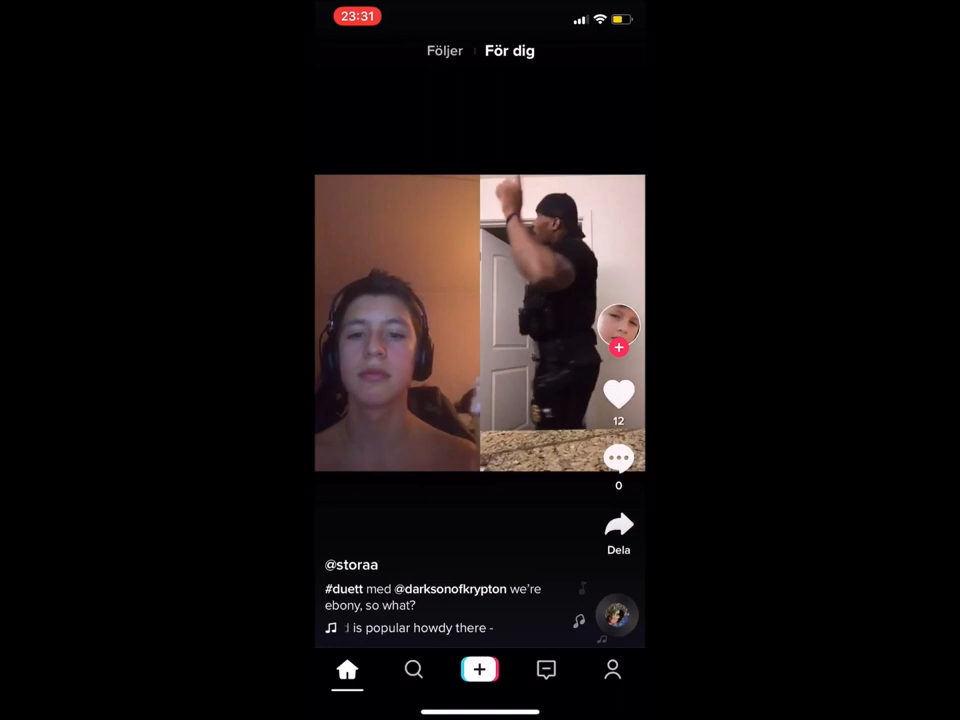 23:31
Följer För dig
12
0
Dela
@storaa
#duett med @darksonofkrypton we're
ebony, so what?
is popular howdy there -